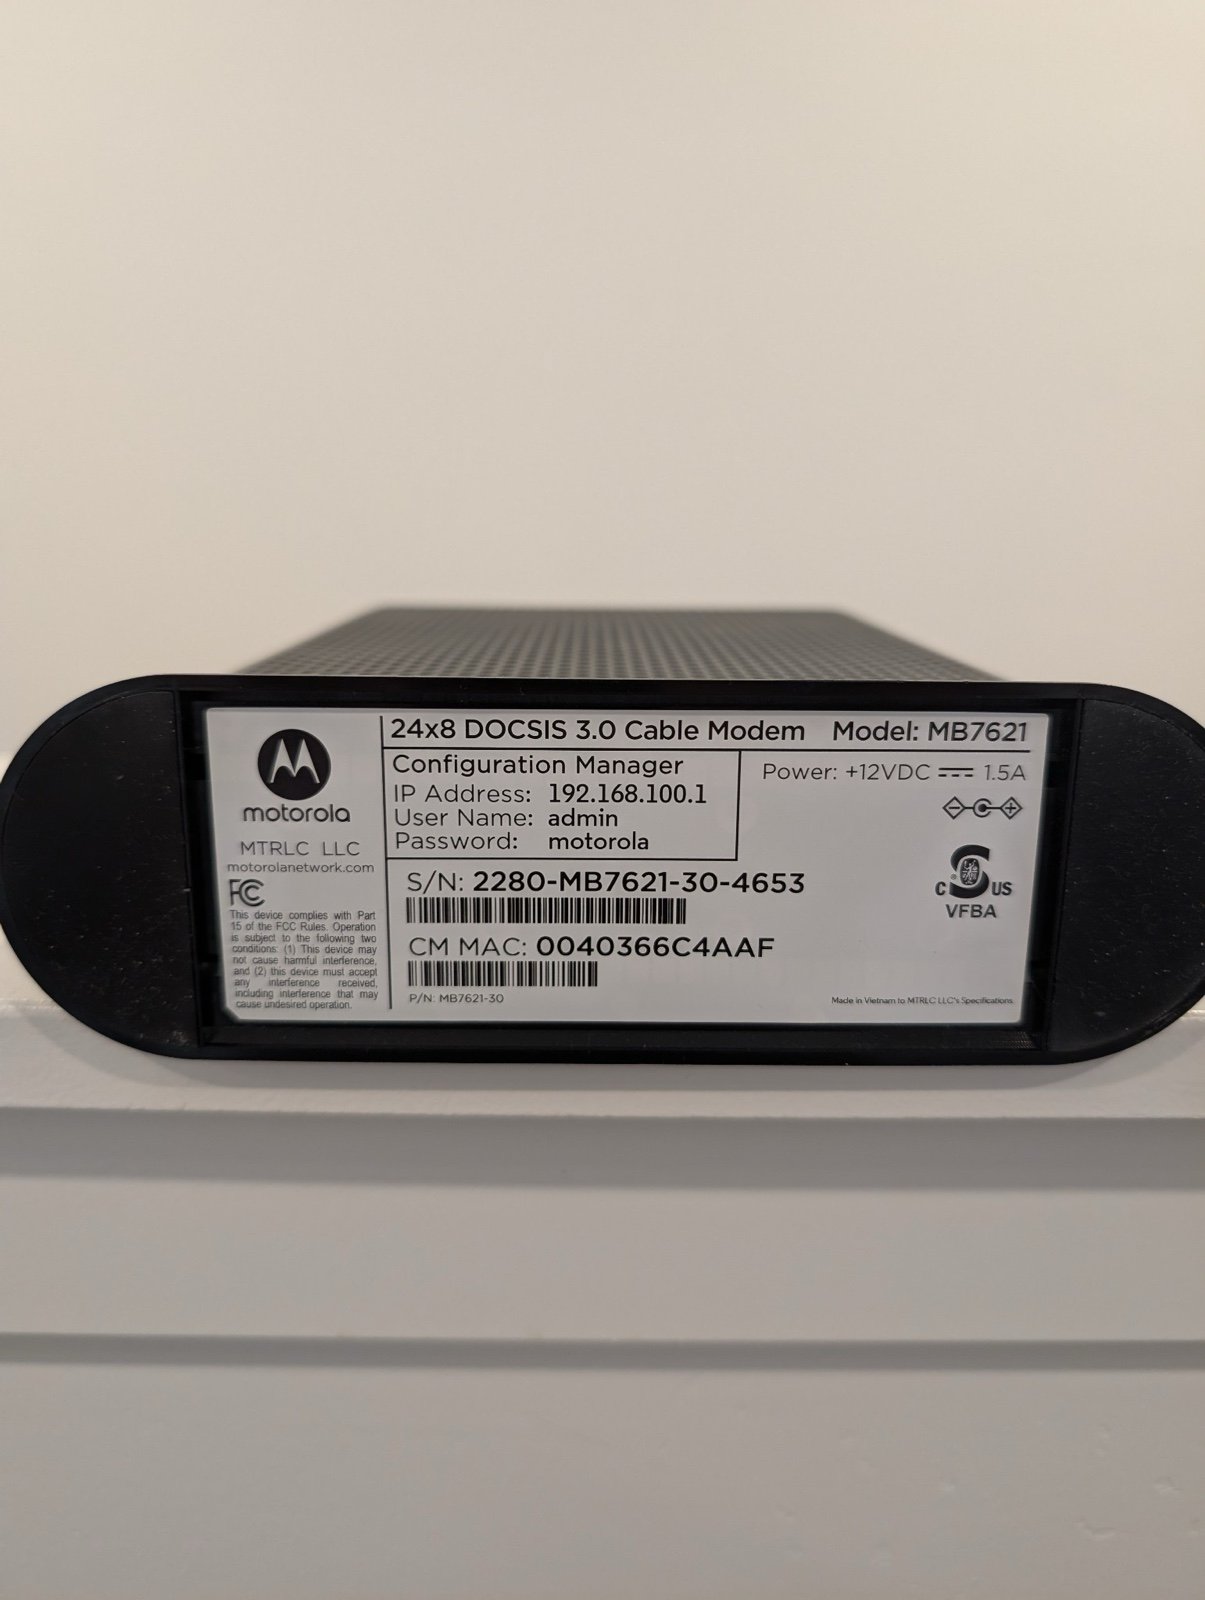 24x8 DOCSIS 3.0 Cable Modem Model: MB7621
motorola
MTRLC LLC
motorolanetwork.com
FC
This device complies with Part
15 of the FCC Rules. Operation
is subject to the following two
conditions: (1) This device may
not cause harmful interference,
and (2) this device must accept
any interference received,
including interference that may
cause undesired operation.
Configuration Manager
IP Address: 192.168.100.1
User Name: admin
Password: motorola
Power: +12VDC 1.5A
S/N: 2280-MB7621-30-4653
CM MAC: 0040366C4AAF
P/N: MB7621-30
C S US
VFBA
Made in Vietnam to MTRLC LLC's Specifications.